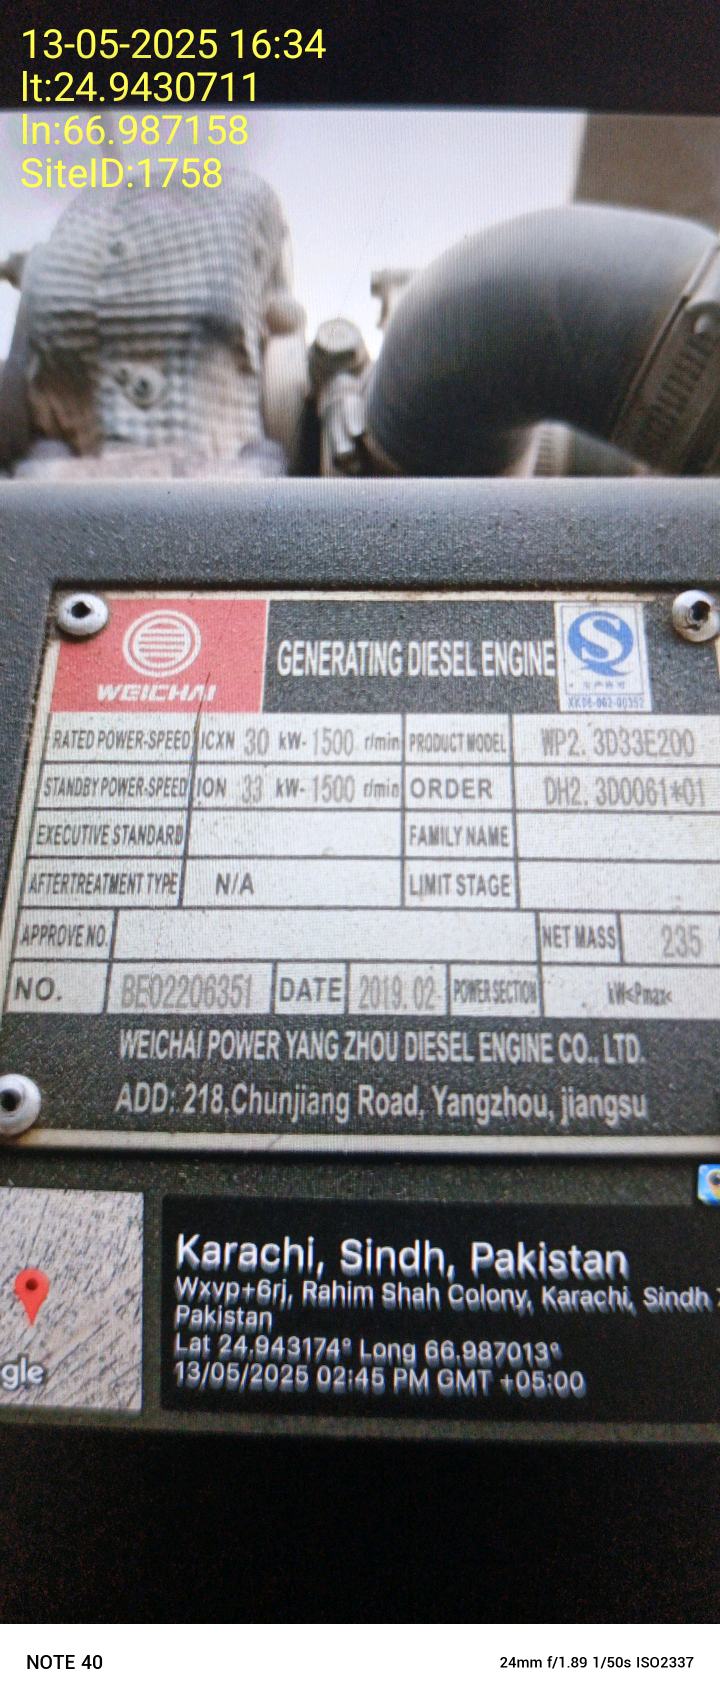 13-05-2025 16:34
lt:24.9430711
ln:66.987158
SiteID:1758
WEICHAI
GENERATING DIESEL ENGINE
S
XK06-002-00352
RATED POWER-SPEED ICXN 30 kW- 1500 r/min PRODUCT MODEL WP2. 3D33E200
STANDBY POWER-SPEED ION 33 kW- 1500 r/min ORDER DH2. 3D0061*01
EXECUTIVE STANDARD FAMILY NAME
AFTERTREATMENT TYPE N/A LIMIT STAGE
APPROVE NO. NET MASS 235
NO. BE02206351 DATE 2019. 02 POWER SECTION kW<Pmax<
WEICHAI POWER YANG ZHOU DIESEL ENGINE CO., LTD.
ADD: 218,Chunjiang Road, Yangzhou, jiangsu
Karachi, Sindh, Pakistan
Wxvp+6rj, Rahim Shah Colony, Karachi, Sindh
Pakistan
Lat 24.943174° Long 66.987013°
13/05/2025 02:45 PM GMT +05:00
gle
NOTE 40
24mm f/1.89 1/50s ISO2337